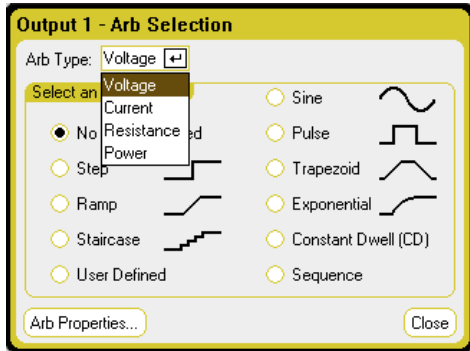 Output 1 - Arb Selection
Arb Type: Voltage
Voltage
Current
Resistance
Power
Select an
No
ed
Step
Ramp
Staircase
User Defined
Sine
Pulse
Trapezoid
Exponential
Constant Dwell (CD)
Sequence
Arb Properties...
Close